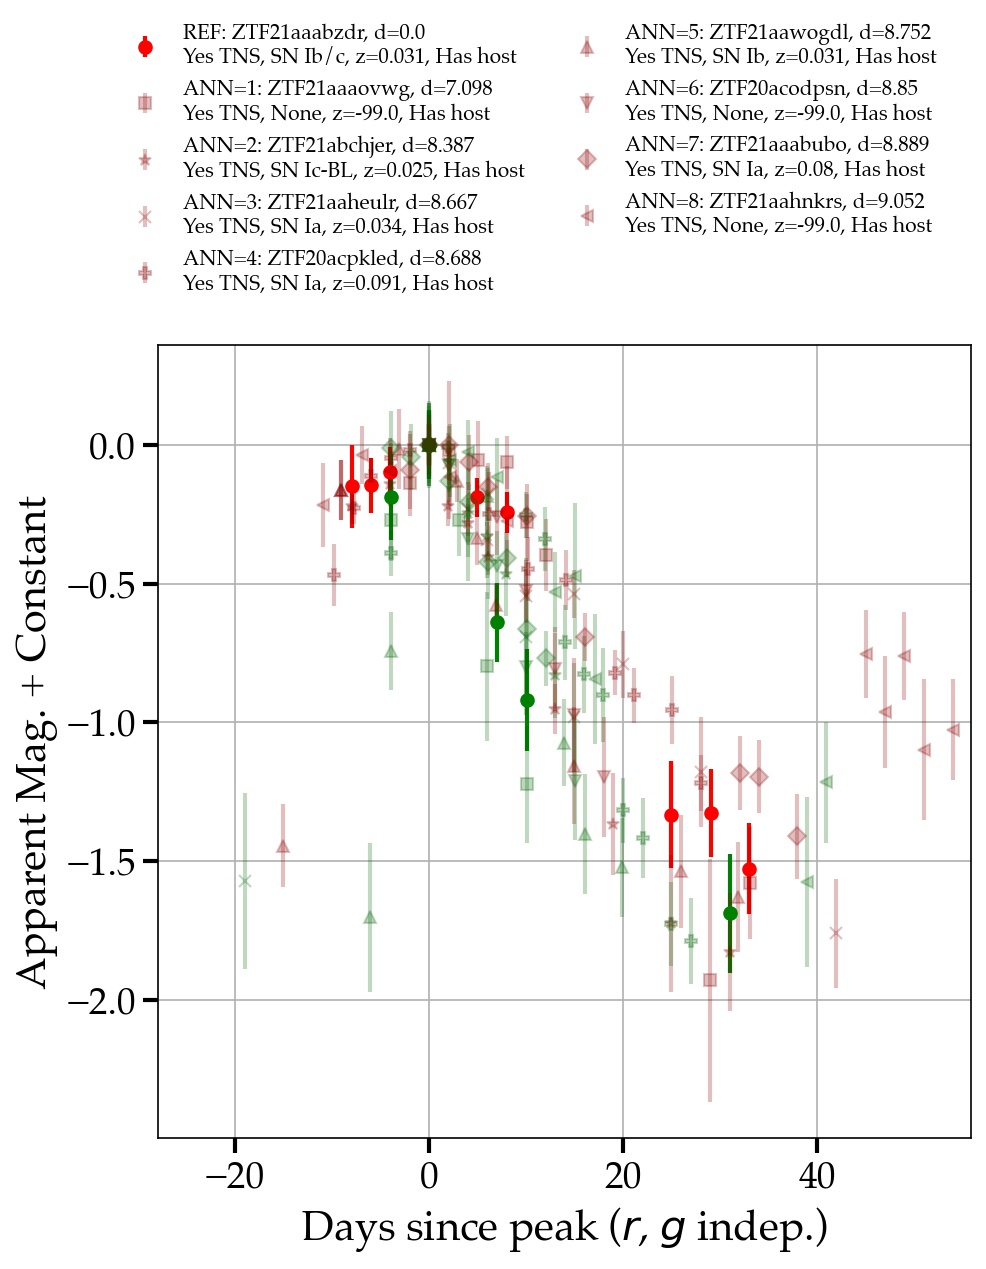 REF: ZTF21aaabzdr, d=0.0
Yes TNS, SN Ib/c, z=0.031, Has host
ANN=1: ZTF21aaaovwg, d=7.098
Yes TNS, None, z=-99.0, Has host
ANN=2: ZTF21abchjer, d=8.387
Yes TNS, SN Ic-BL, z=0.025, Has host
ANN=3: ZTF21aaheulr, d=8.667
Yes TNS, SN Ia, z=0.034, Has host
ANN=4: ZTF20acpkled, d=8.688
Yes TNS, SN Ia, z=0.091, Has host
ANN=5: ZTF21aawogdl, d=8.752
Yes TNS, SN Ib, z=0.031, Has host
ANN=6: ZTF20acodpsn, d=8.85
Yes TNS, None, z=-99.0, Has host
ANN=7: ZTF21aaabubo, d=8.889
Yes TNS, SN Ia, z=0.08, Has host
ANN=8: ZTF21aahnkrs, d=9.052
Yes TNS, None, z=-99.0, Has host
Apparent Mag. + Constant
0.0
−0.5
−1.0
−1.5
−2.0
−20
0
20
40
Days since peak (r, g indep.)